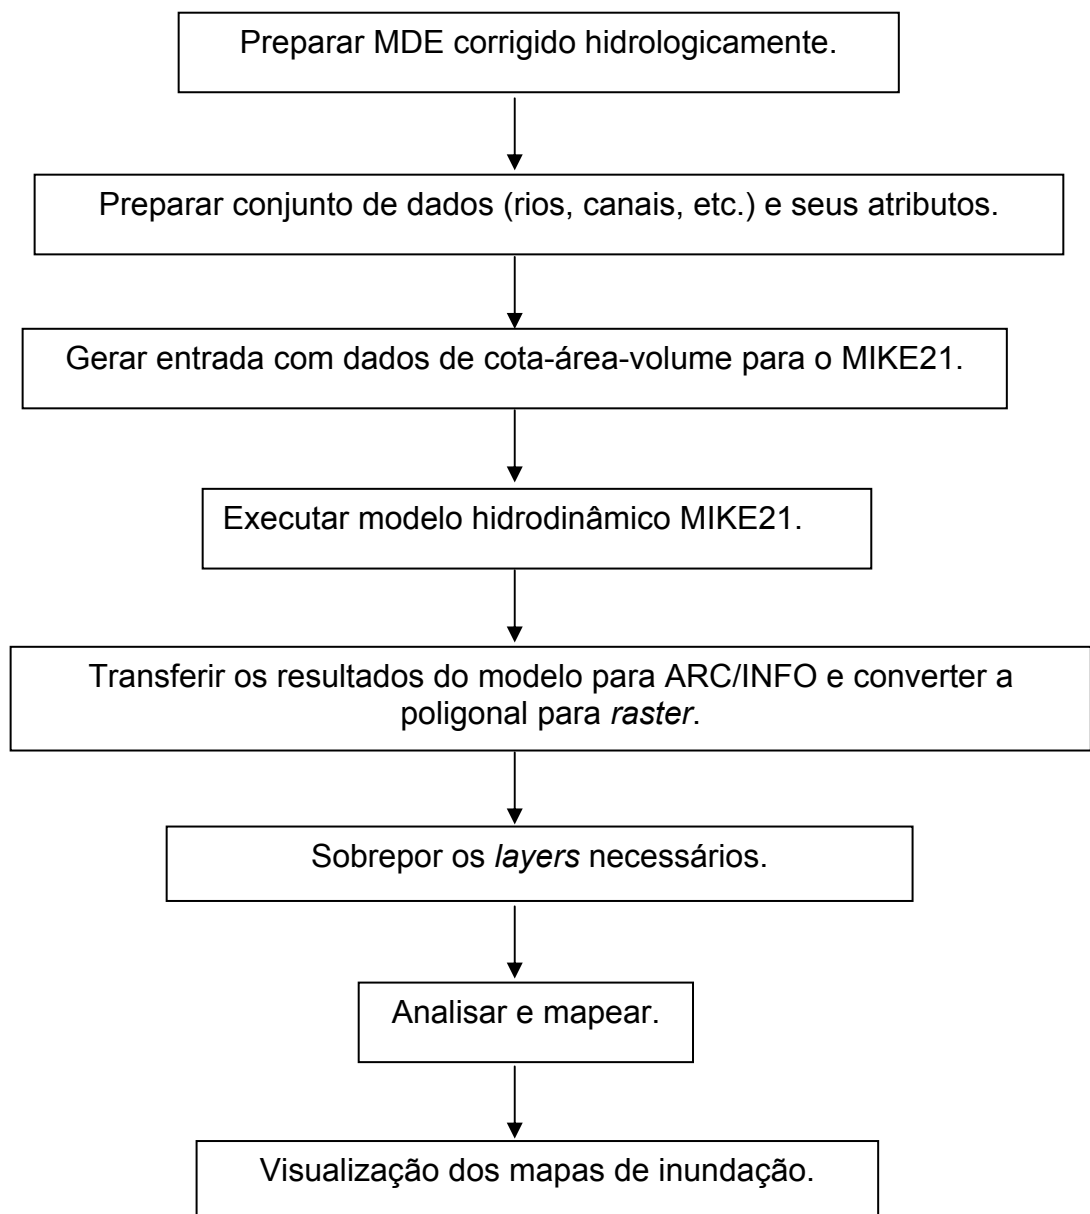 Preparar MDE corrigido hidrologicamente.
Preparar conjunto de dados (rios, canais, etc.) e seus atributos.
Gerar entrada com dados de cota-área-volume para o MIKE21.
Executar modelo hidrodinâmico MIKE21.
Transferir os resultados do modelo para ARC/INFO e converter a
poligonal para raster.
Sobrepor os layers necessários.
Analisar e mapear.
Visualização dos mapas de inundação.